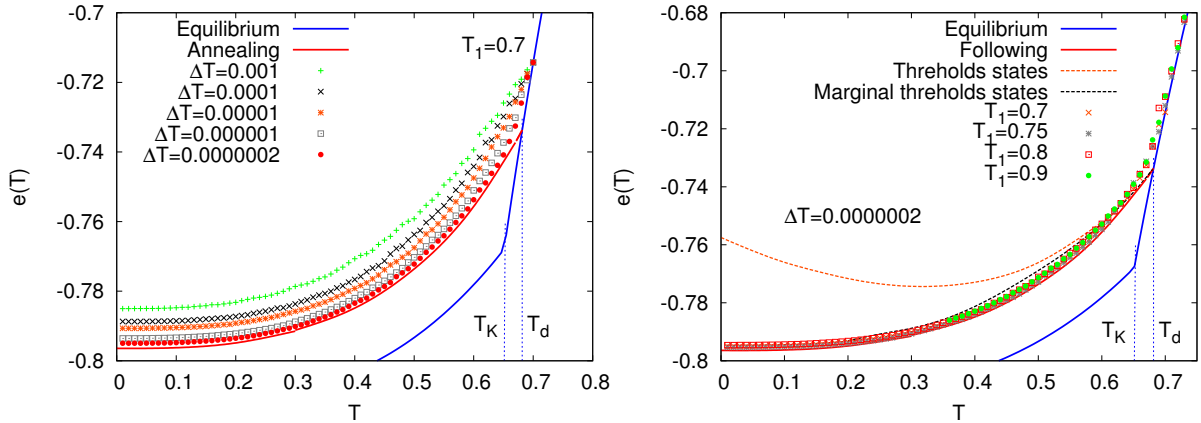 -0.7
-0.72
-0.74
-0.76
-0.78
-0.8
e(T)
Equilibrium
Annealing
ΔT=0.001
ΔT=0.0001
ΔT=0.00001
ΔT=0.000001
ΔT=0.0000002
T1=0.7
TK
Td
0 0.1 0.2 0.3 0.4 0.5 0.6 0.7 0.8
T
-0.68
-0.7
-0.72
-0.74
-0.76
-0.78
-0.8
e(T)
Equilibrium
Following
Threholds states
Marginal threholds states
T1=0.7
T1=0.75
T1=0.8
T1=0.9
ΔT=0.0000002
TK
Td
0 0.1 0.2 0.3 0.4 0.5 0.6 0.7
T